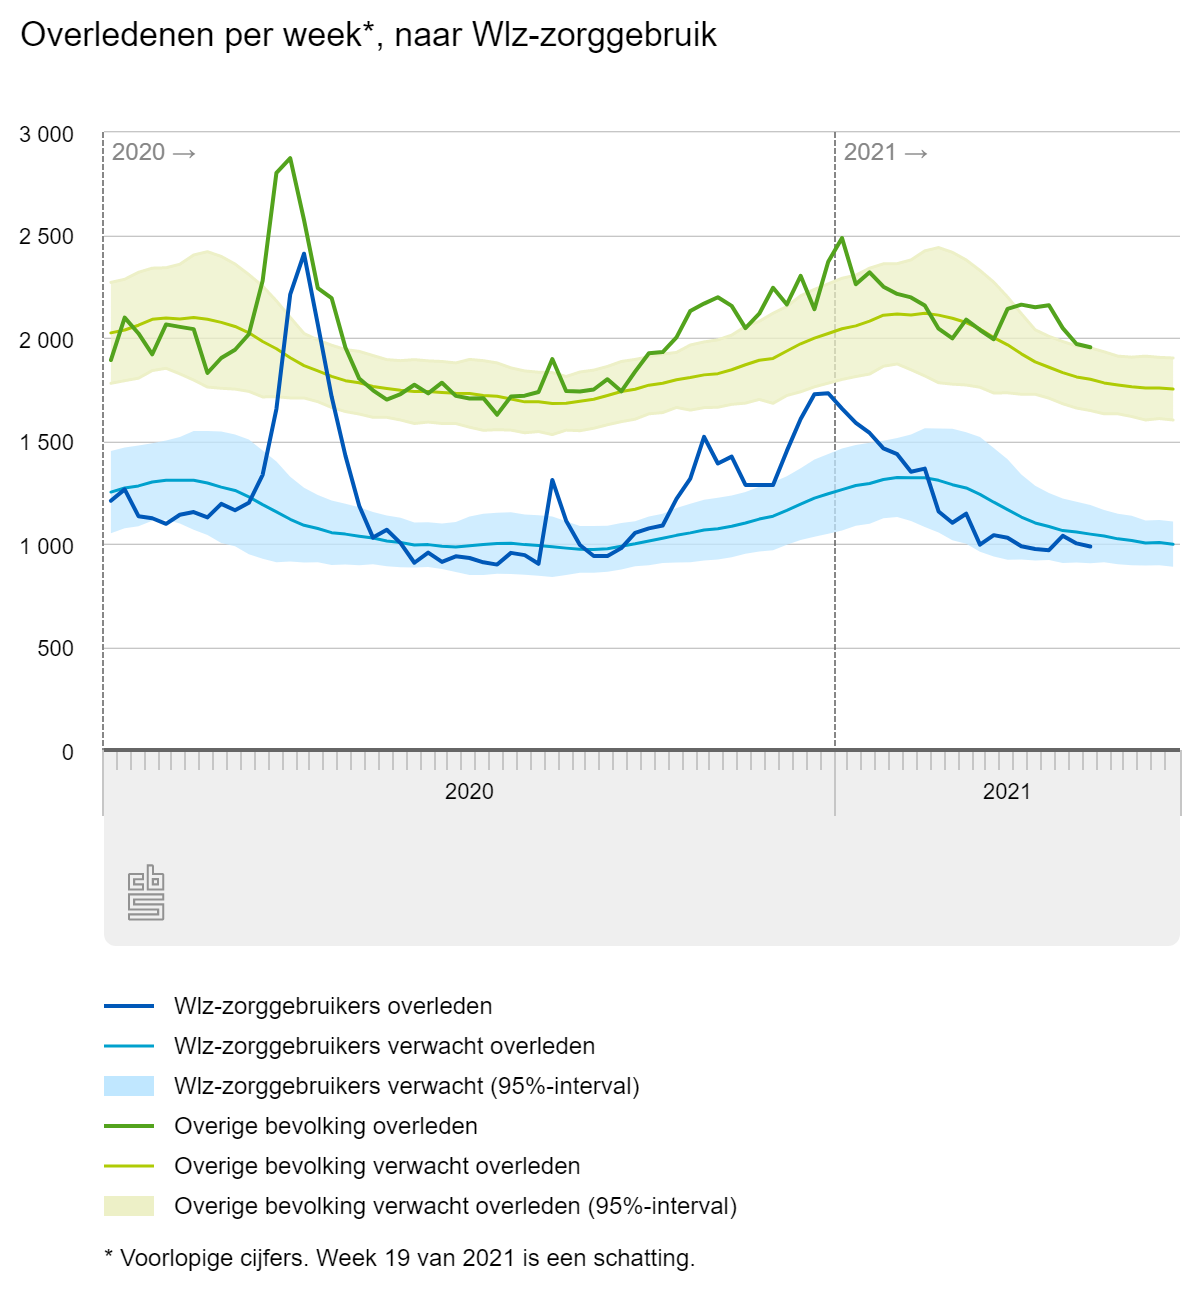 Overledenen per week*, naar Wlz-zorggebruik
3 000
2020 →
2021 →
2 500
2 000
1 500
1 000
500
0
2020
2021
cbs
Wlz-zorggebruikers overleden
Wlz-zorggebruikers verwacht overleden
Wlz-zorggebruikers verwacht (95%-interval)
Overige bevolking overleden
Overige bevolking verwacht overleden
Overige bevolking verwacht overleden (95%-interval)
* Voorlopige cijfers. Week 19 van 2021 is een schatting.